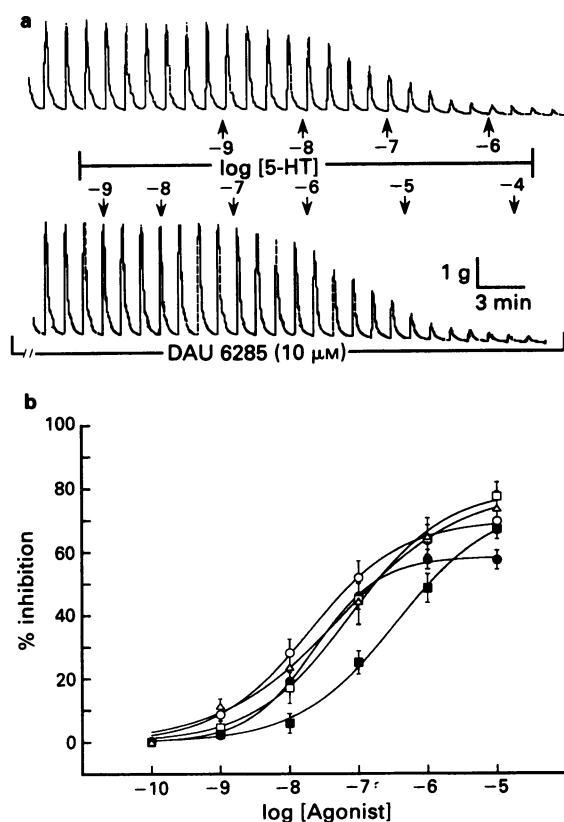 a
−9 −8 −7 −6
log [5-HT]
−9 −8 −7 −6 −5 −4
1 g
3 min
DAU 6285 (10 μM)
b
100
80
60
40
20
0
% inhibition
−10 −9 −8 −7 −6 −5
log [Agonist]